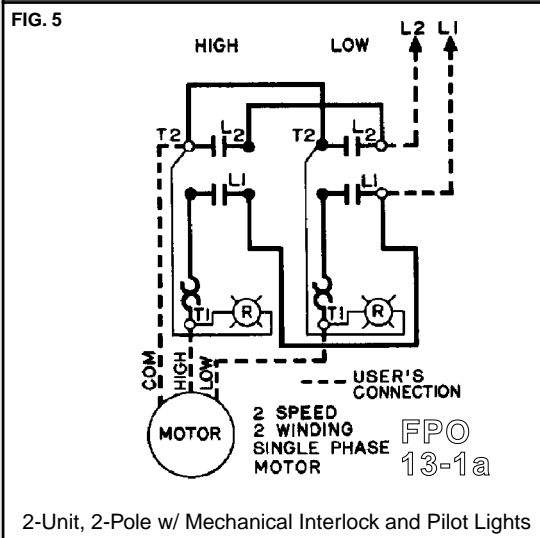 FIG. 5
HIGH
LOW
L2 L1
T2
L2
T2
L2
L1
L1
T1
R
T1
R
COM
HIGH
LOW
--- USER'S
CONNECTION
MOTOR
2 SPEED
2 WINDING
SINGLE PHASE
MOTOR
FPO
13-1a
2-Unit, 2-Pole w/ Mechanical Interlock and Pilot Lights